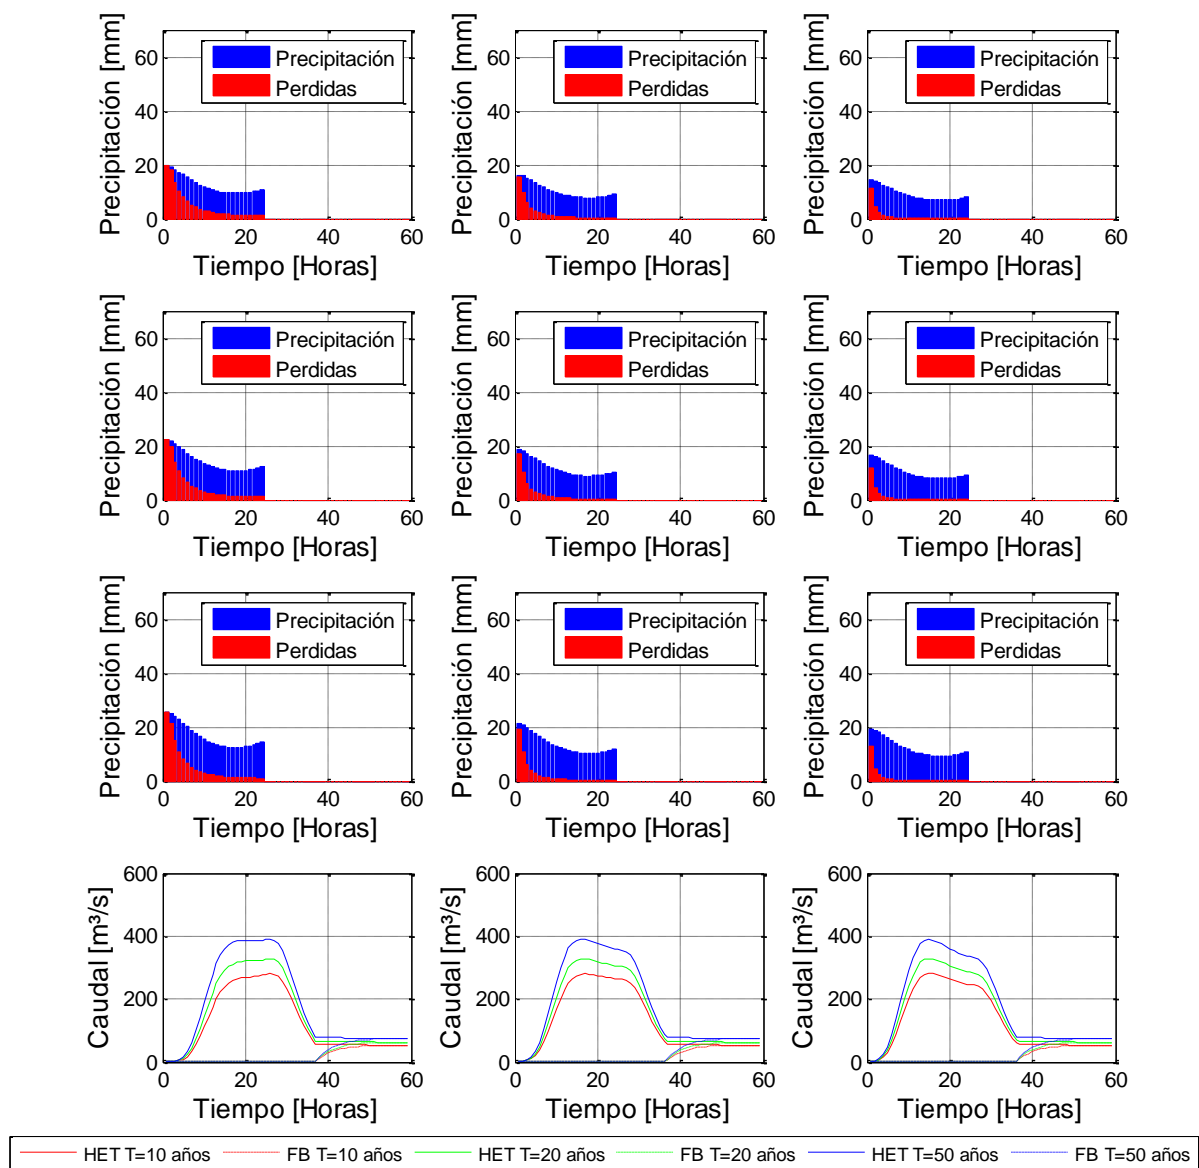 Precipitación [mm]
60
40
20
0
Precipitación
Perdidas
0 20 40 60
Tiempo [Horas]
Precipitación [mm]
60
40
20
0
Precipitación
Perdidas
0 20 40 60
Tiempo [Horas]
Precipitación [mm]
60
40
20
0
Precipitación
Perdidas
0 20 40 60
Tiempo [Horas]
Precipitación [mm]
60
40
20
0
Precipitación
Perdidas
0 20 40 60
Tiempo [Horas]
Precipitación [mm]
60
40
20
0
Precipitación
Perdidas
0 20 40 60
Tiempo [Horas]
Precipitación [mm]
60
40
20
0
Precipitación
Perdidas
0 20 40 60
Tiempo [Horas]
Precipitación [mm]
60
40
20
0
Precipitación
Perdidas
0 20 40 60
Tiempo [Horas]
Precipitación [mm]
60
40
20
0
Precipitación
Perdidas
0 20 40 60
Tiempo [Horas]
Precipitación [mm]
60
40
20
0
Precipitación
Perdidas
0 20 40 60
Tiempo [Horas]
Caudal [m³/s]
600
400
200
0
0 20 40 60
Tiempo [Horas]
Caudal [m³/s]
600
400
200
0
0 20 40 60
Tiempo [Horas]
Caudal [m³/s]
600
400
200
0
0 20 40 60
Tiempo [Horas]
HET T=10 años FB T=10 años HET T=20 años FB T=20 años HET T=50 años FB T=50 años